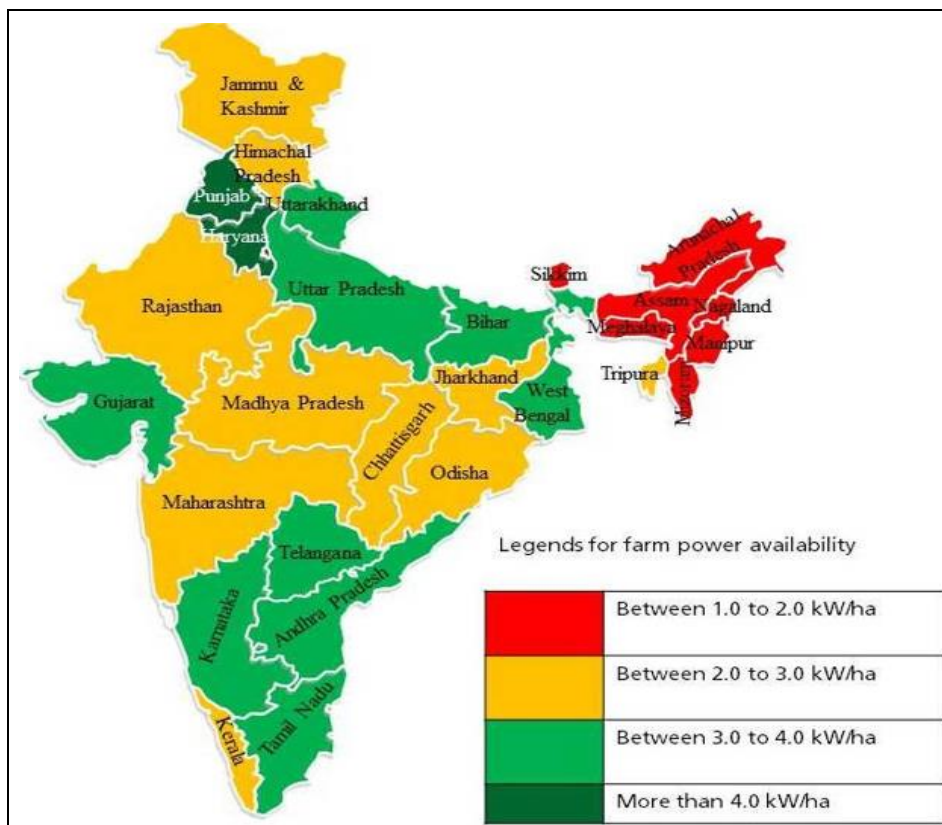 Jammu &
Kashmir
Himachal
Pradesh
Punjab
Uttarakhand
Haryana
Arunachal
Pradesh
Sikkim
Rajasthan
Uttar Pradesh
Assam
Nagaland
Bihar
Meghalaya
Manipur
Jharkhand
Tripura
Mizoram
Gujarat
Madhya Pradesh
West
Bengal
Chhattisgarh
Odisha
Maharashtra
Telangana
Legends for farm power availability
Andhra Pradesh
Karnataka
Between 1.0 to 2.0 kW/ha
Between 2.0 to 3.0 kW/ha
Tamil Nadu
Kerala
Between 3.0 to 4.0 kW/ha
More than 4.0 kW/ha